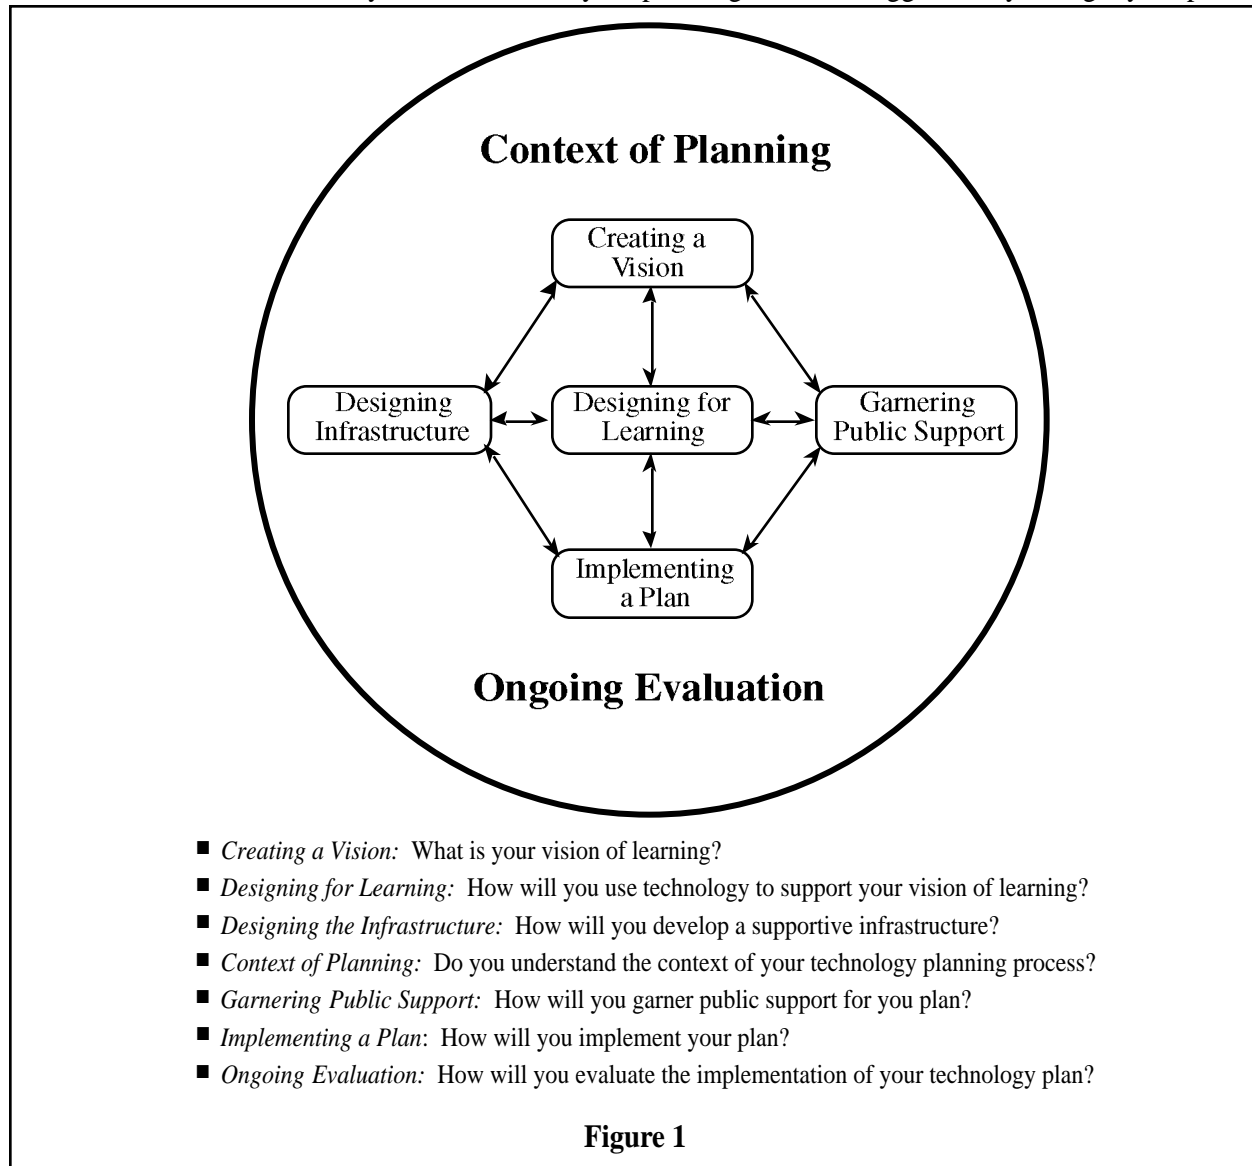 Context of Planning
Creating a
Vision
Designing
Infrastructure
Designing for
Learning
Garnering
Public Support
Implementing
a Plan
Ongoing Evaluation
■ Creating a Vision: What is your vision of learning?
■ Designing for Learning: How will you use technology to support your vision of learning?
■ Designing the Infrastructure: How will you develop a supportive infrastructure?
■ Context of Planning: Do you understand the context of your technology planning process?
■ Garnering Public Support: How will you garner public support for you plan?
■ Implementing a Plan: How will you implement your plan?
■ Ongoing Evaluation: How will you evaluate the implementation of your technology plan?
Figure 1